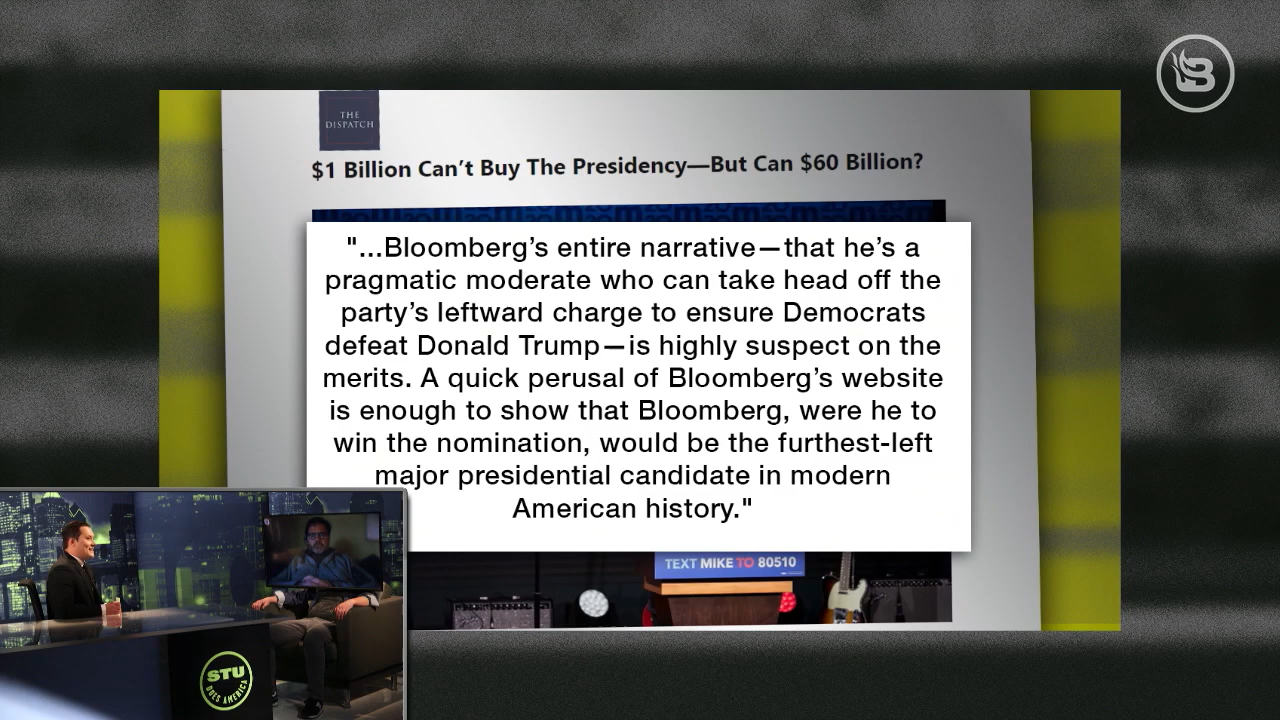 THE
DISPATCH
$1 Billion Can't Buy The Presidency—But Can $60 Billion?
"...Bloomberg's entire narrative—that he's a
pragmatic moderate who can take head off the
party's leftward charge to ensure Democrats
defeat Donald Trump—is highly suspect on the
merits. A quick perusal of Bloomberg's website
is enough to show that Bloomberg, were he to
win the nomination, would be the furthest-left
major presidential candidate in modern
American history."
TEXT MIKE TO 80510
STU
DOES AMERICA
B